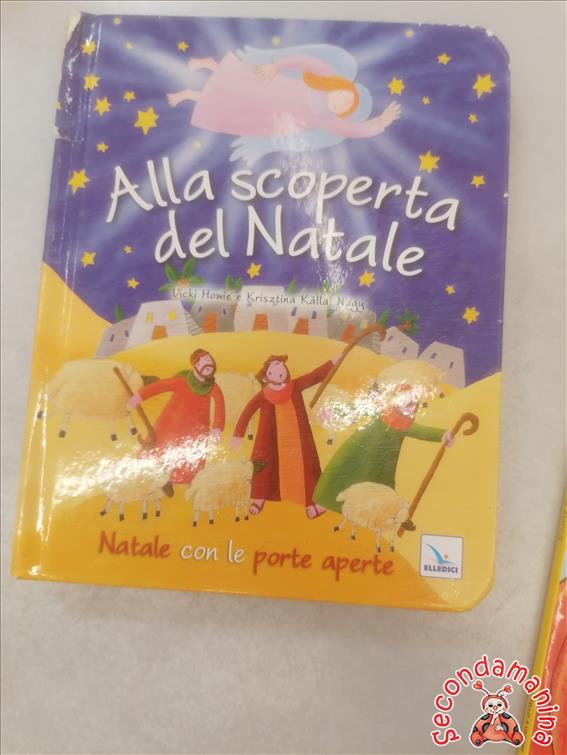 Alla scoperta
del Natale
Vicki Howie e Krisztina Kállai Nagy
Natale con le porte aperte
ELLEDICI
secondamanina